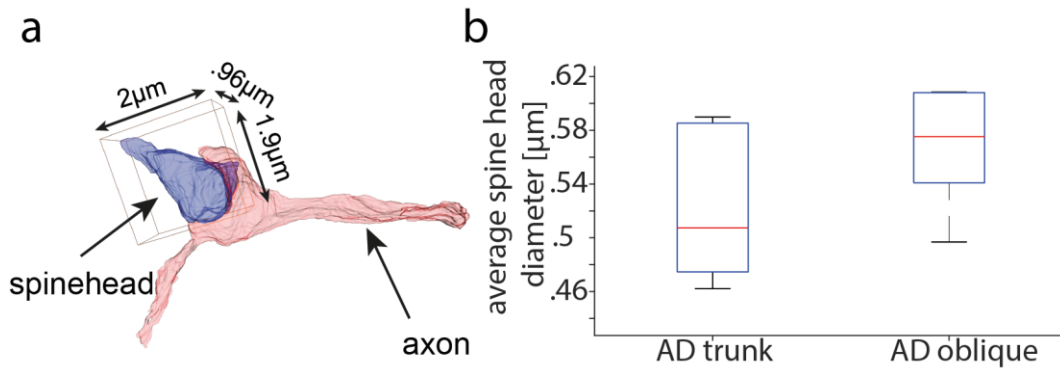 a
2µm
.96µm
1.9µm
spinehead
axon
b
average spine head
diameter [µm]
.62
.58
.54
.5
.46
AD trunk
AD oblique